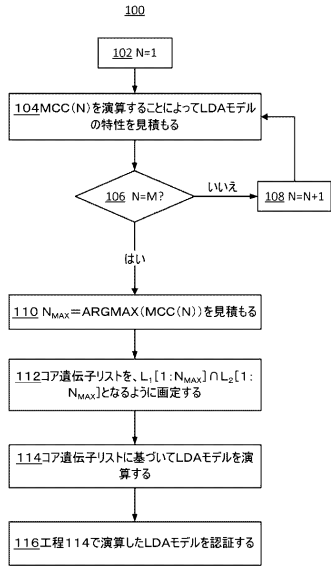 100
102 N=1
104MCC(N)を演算することによってLDAモデル
の特性を見積もる
106 N=M?
いいえ
108 N=N+1
はい
110 NMAX=ARGMAX(MCC(N))を見積もる
112コア遺伝子リストを、L1[1:NMAX]∩L2[1:
NMAX]となるように画定する
114コア遺伝子リストに基づいてLDAモデルを演
算する
116工程114で演算したLDAモデルを認証する